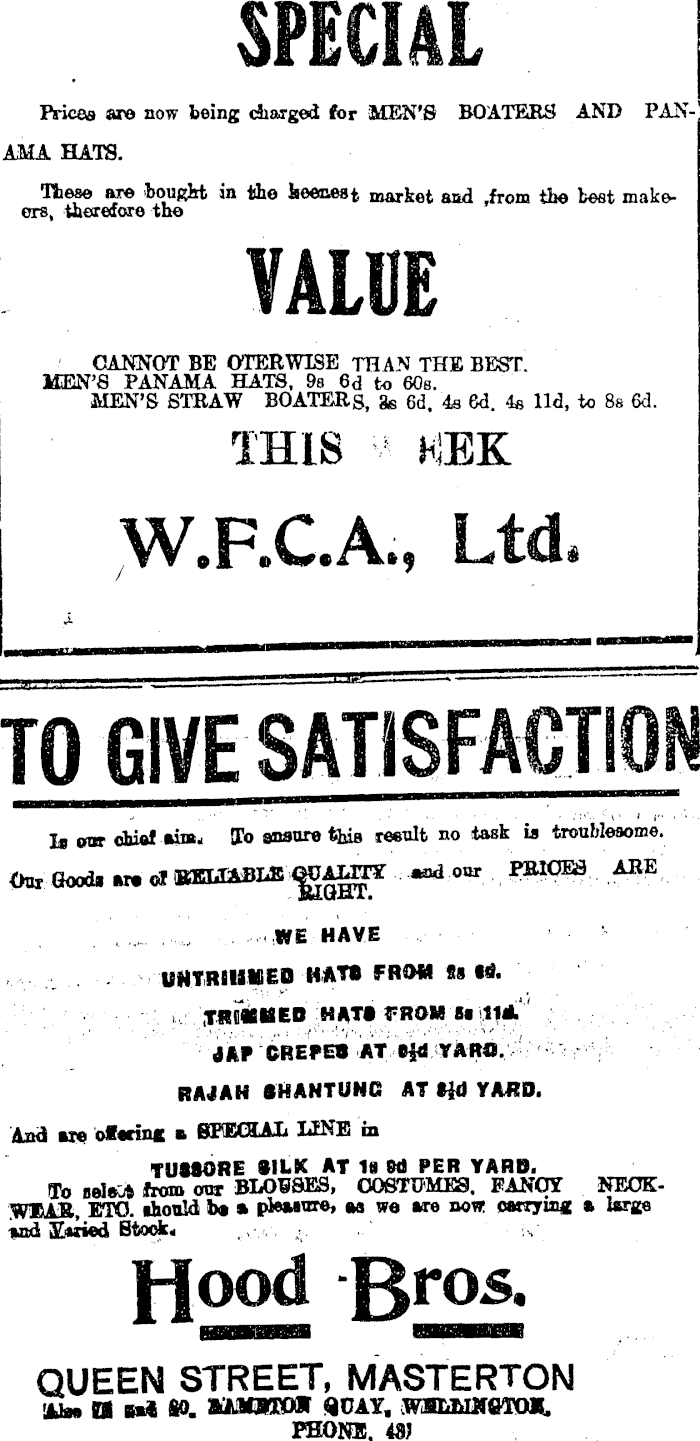 SPECIAL
Prices are now being charged for MEN'S BOATERS AND PAN-
AMA HATS.
These are bought in the keenest market and ,from the best make-
ers, therefore the
VALUE
CANNOT BE OTERWISE THAN THE BEST.
MEN'S PANAMA HATS, 9s 6d to 60s.
MEN'S STRAW BOATERS, 6d, 4s 6d, 4s 11d, to 8s 6d.
THIS WEEK
W.F.C.A., Ltd.
TO GIVE SATISFACTION
Is our chief aim. To ensure this result no task is troublesome.
Our Goods are of RELIABLE QUALITY and our PRICES ARE
RIGHT.
WE HAVE
UNTRIMMED HATS FROM
TRIMMED HATS FROM 5s 11d.
JAP CREPES AT YARD.
RAJAH SHANTUNG AT YARD.
And are offering a SPECIAL LINE in
TUSSORE SILK AT 1s 9d PER YARD.
To select from our BLOUSES, COSTUMES, FANCY NECK-
WEAR, ETC. should be a pleasure, as we are now carrying a large
and Varied Stock.
Hood Bros.
QUEEN STREET, MASTERTON
Also and QUAY, WELLINGTON.
PHONE,